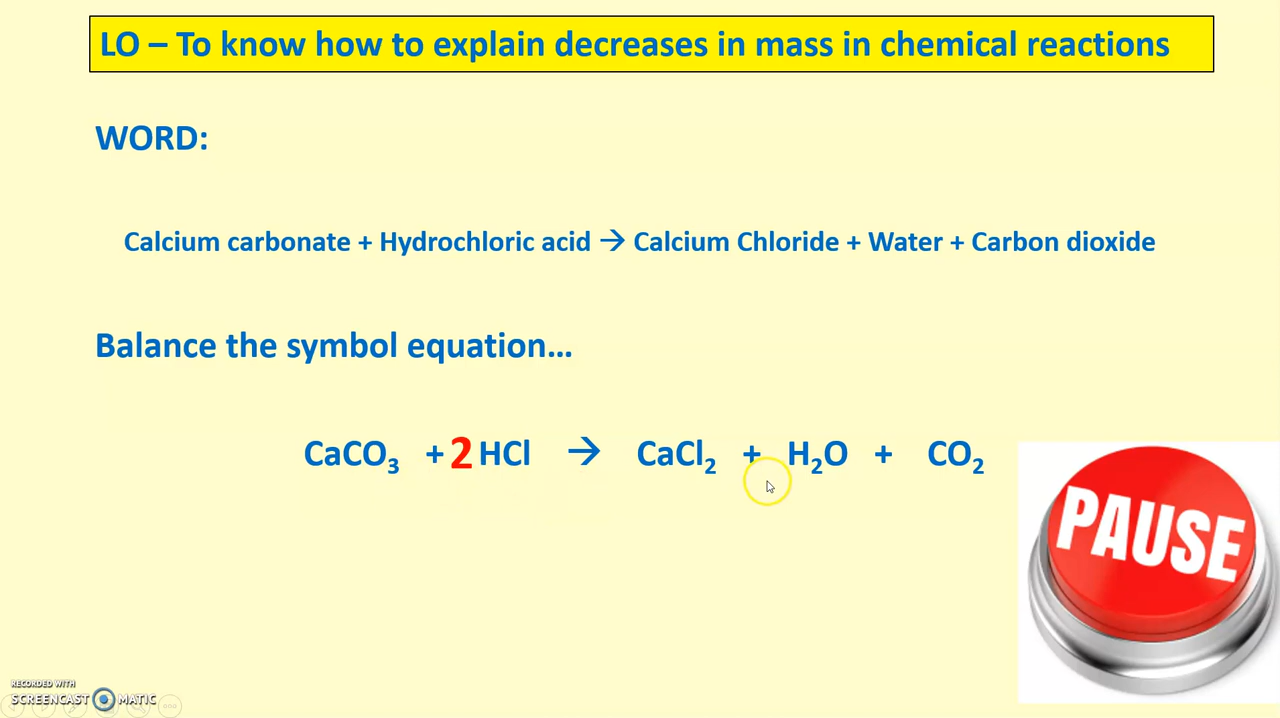 LO – To know how to explain decreases in mass in chemical reactions
WORD:
Calcium carbonate + Hydrochloric acid → Calcium Chloride + Water + Carbon dioxide
Balance the symbol equation…
CaCO₃ + 2 HCl → CaCl₂ + H₂O + CO₂
PAUSE
RECORDED WITH
SCREENCAST MATIC